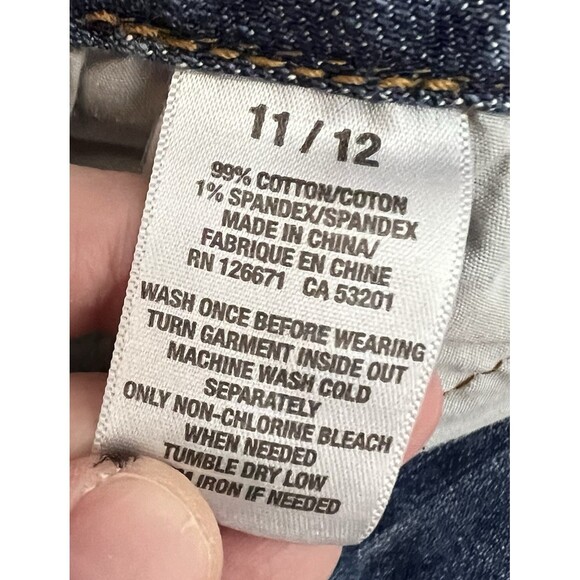 11 / 12
99% COTTON/COTON
1% SPANDEX/SPANDEX
MADE IN CHINA/
FABRIQUE EN CHINE
RN 126671 CA 53201
WASH ONCE BEFORE WEARING
TURN GARMENT INSIDE OUT
MACHINE WASH COLD
SEPARATELY
ONLY NON-CHLORINE BLEACH
WHEN NEEDED
TUMBLE DRY LOW
IRON IF NEEDED